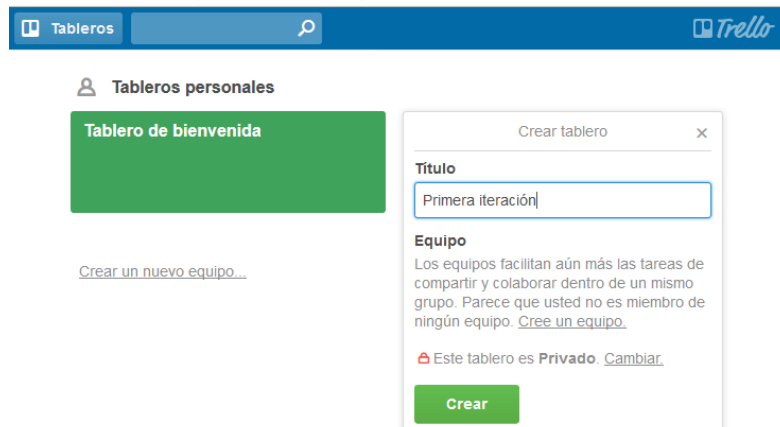 Tableros
Trello
Tableros personales
Tablero de bienvenida
Crear un nuevo equipo...
Crear tablero
Título
Primera iteración
Equipo
Los equipos facilitan aún más las tareas de
compartir y colaborar dentro de un mismo
grupo. Parece que usted no es miembro de
ningún equipo. Cree un equipo.
Este tablero es Privado. Cambiar.
Crear